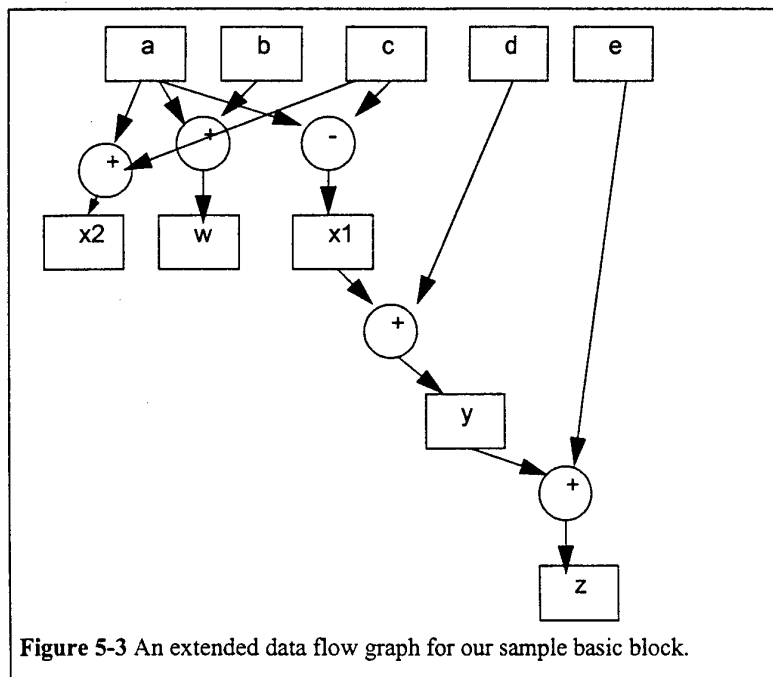 a b c d e
+ + -
x2 w x1
+
y
+
z
Figure 5-3 An extended data flow graph for our sample basic block.